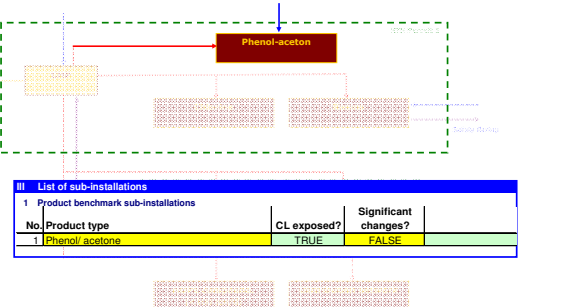 Phenol-aceton
III List of sub-installations
1 Product benchmark sub-installations
No. Product type CL exposed? Significant changes?
1 Phenol/ acetone TRUE FALSE